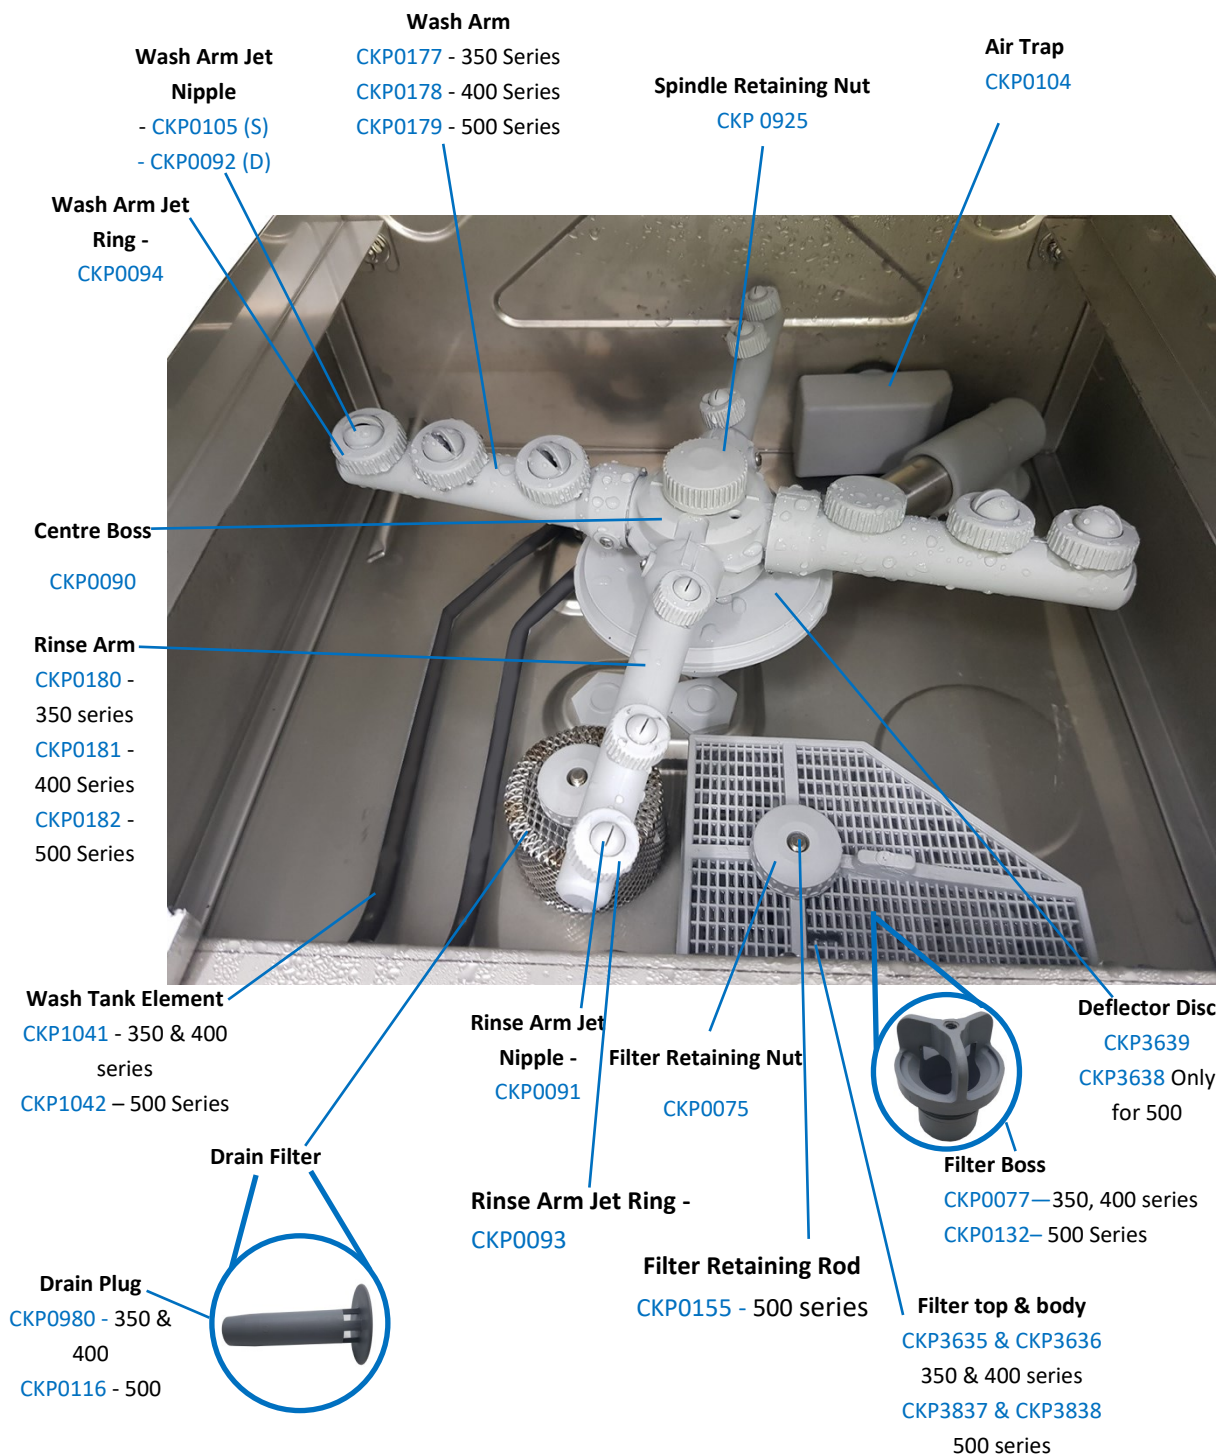 Wash Arm
CKP0177 - 350 Series
CKP0178 - 400 Series
CKP0179 - 500 Series
Wash Arm Jet
Nipple
- CKP0105 (S)
- CKP0092 (D)
Air Trap
CKP0104
Spindle Retaining Nut
CKP 0925
Wash Arm Jet
Ring -
CKP0094
Centre Boss
CKP0090
Rinse Arm
CKP0180 -
350 series
CKP0181 -
400 Series
CKP0182 -
500 Series
Wash Tank Element
CKP1041 - 350 & 400
series
CKP1042 – 500 Series
Rinse Arm Jet
Nipple -
CKP0091
Filter Retaining Nut
CKP0075
Deflector Disc
CKP3639
CKP3638 Only
for 500
Drain Filter
Filter Boss
CKP0077—350, 400 series
CKP0132– 500 Series
Rinse Arm Jet Ring -
CKP0093
Filter Retaining Rod
CKP0155 - 500 series
Drain Plug
CKP0980 - 350 &
400
CKP0116 - 500
Filter top & body
CKP3635 & CKP3636
350 & 400 series
CKP3837 & CKP3838
500 series